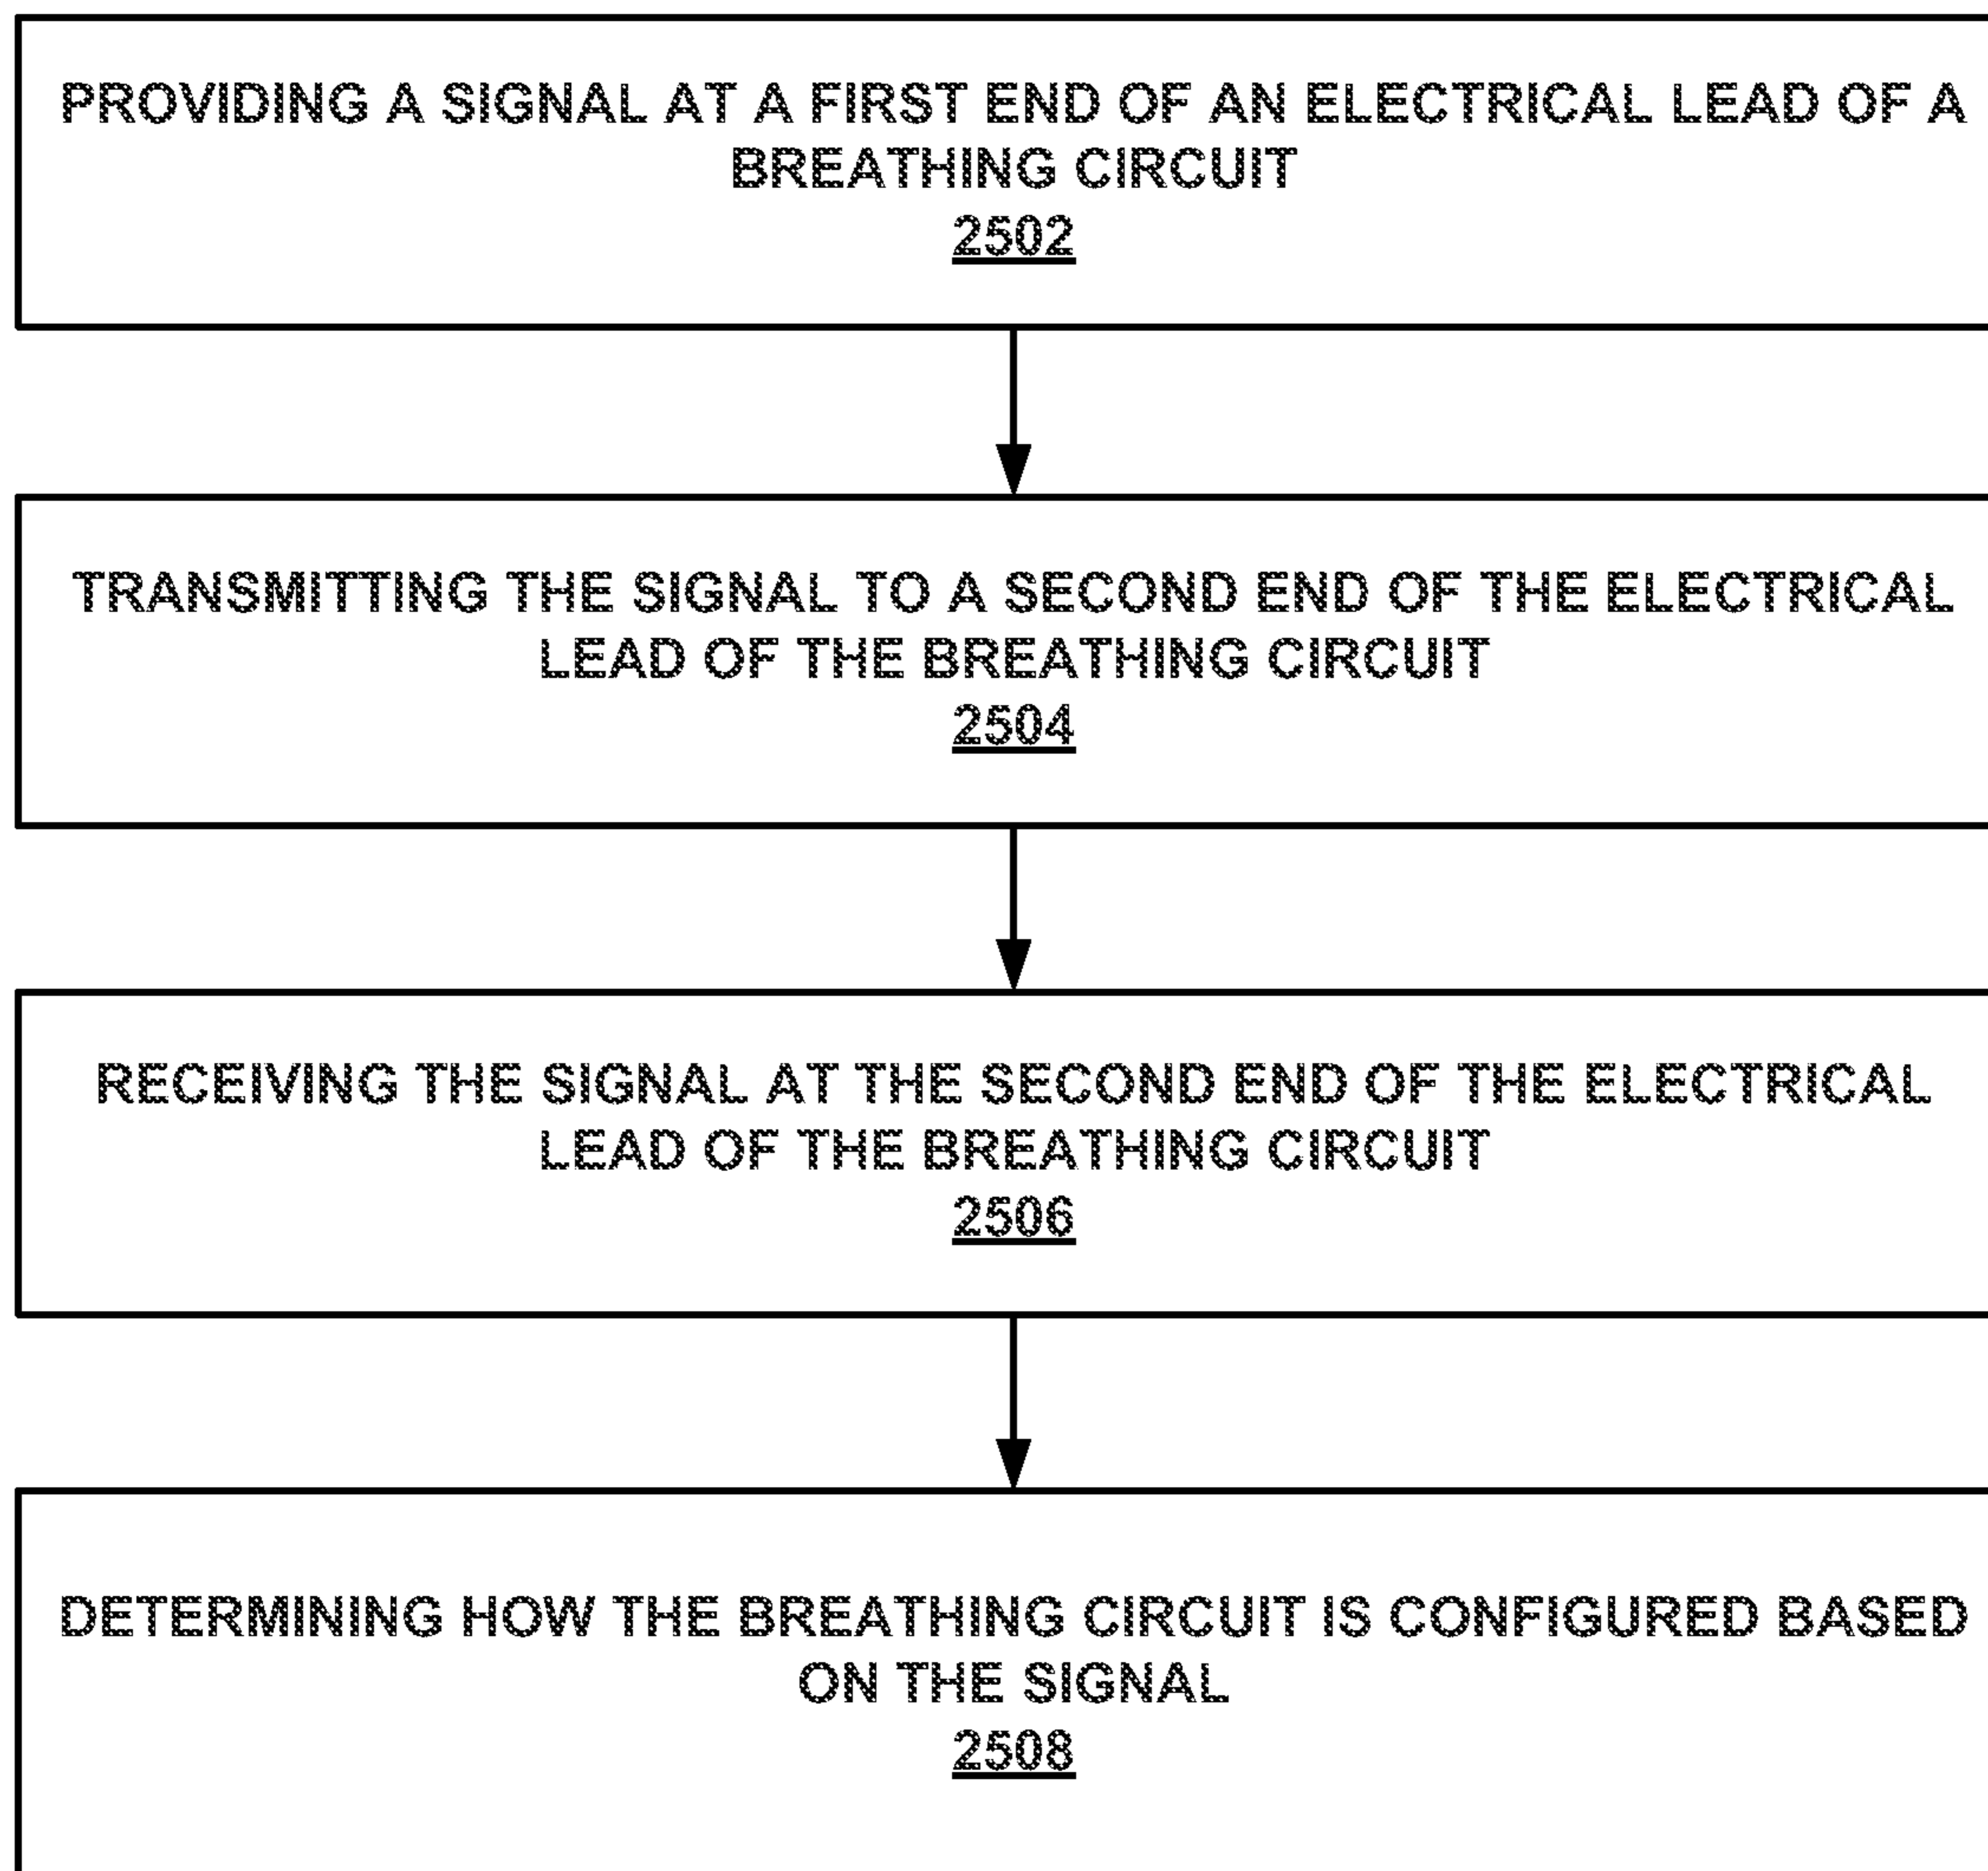 PROVIDING A SIGNAL AT A FIRST END OF AN ELECTRICAL LEAD OF A
BREATHING CIRCUIT
2502
TRANSMITTING THE SIGNAL TO A SECOND END OF THE ELECTRICAL
LEAD OF THE BREATHING CIRCUIT
2504
RECEIVING THE SIGNAL AT THE SECOND END OF THE ELECTRICAL
LEAD OF THE BREATHING CIRCUIT
2506
DETERMINING HOW THE BREATHING CIRCUIT IS CONFIGURED BASED
ON THE SIGNAL
2508